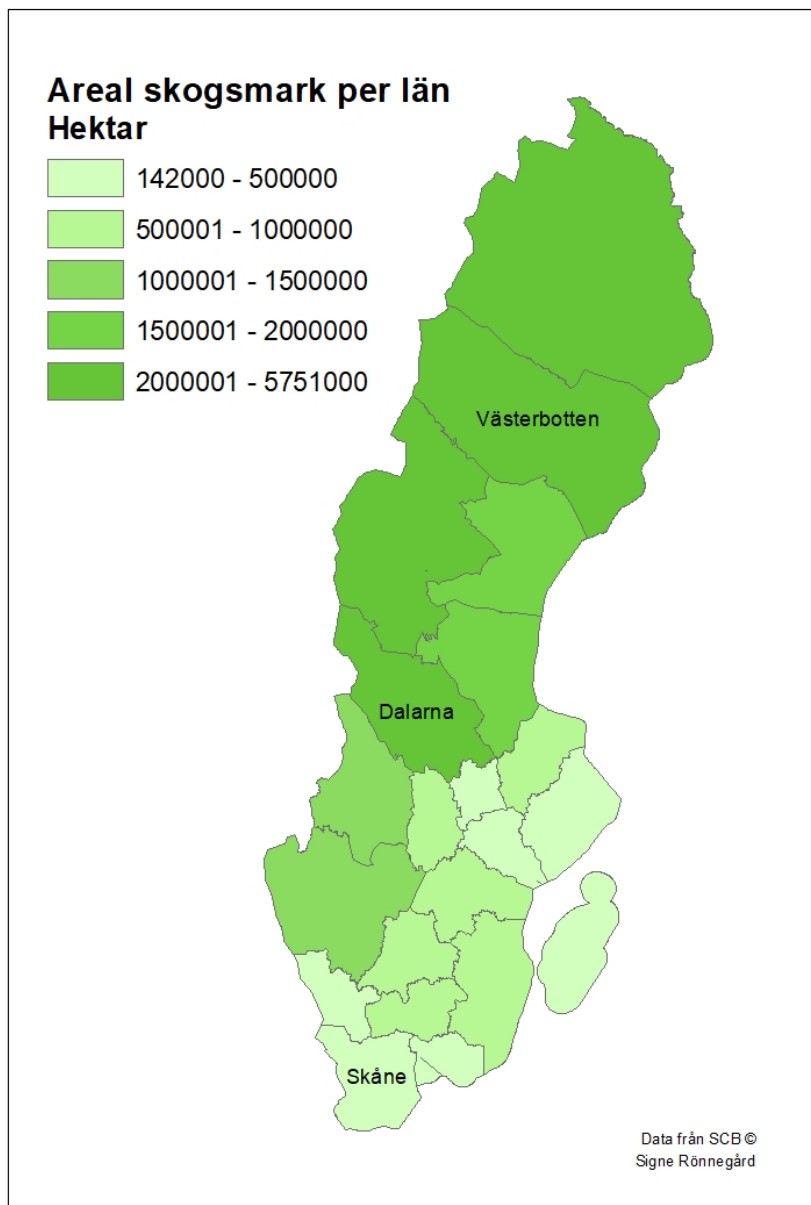 Areal skogsmark per län
Hektar
142000 - 500000
500001 - 1000000
1000001 - 1500000
1500001 - 2000000
2000001 - 5751000
Västerbotten
Dalarna
Skåne
Data från SCB ©
Signe Rönnegård